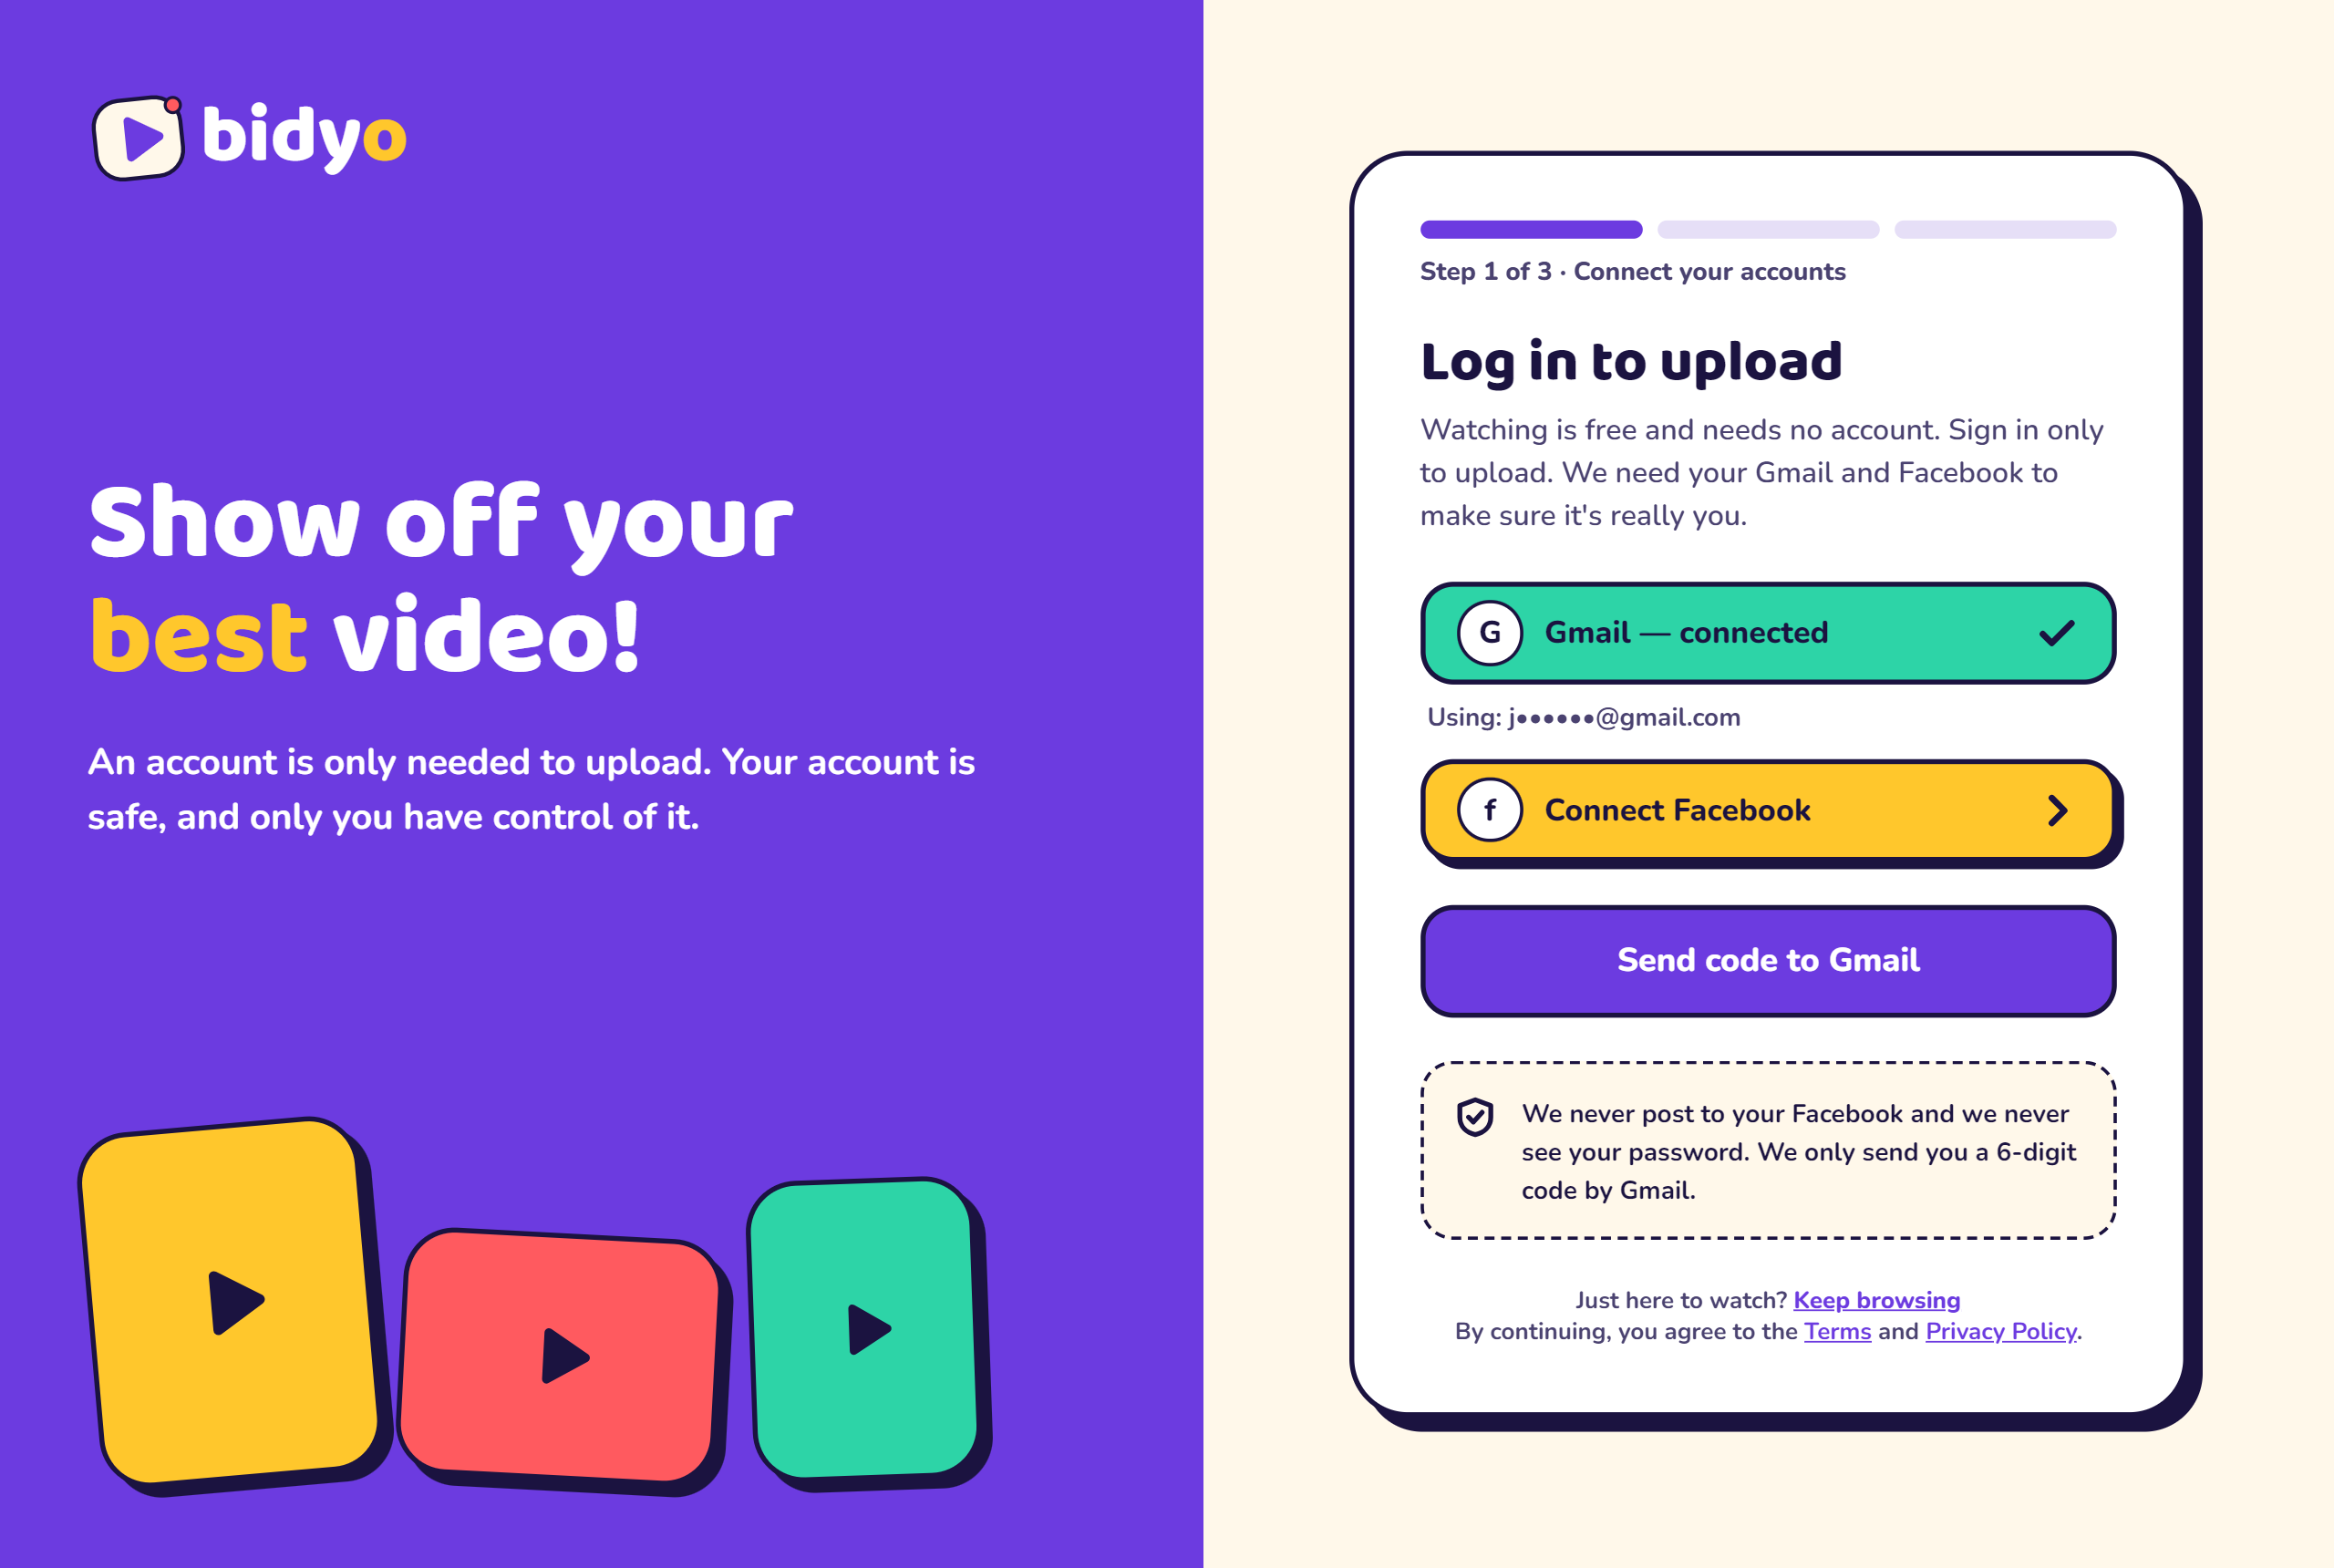 bidyo
Show off your
best video!
An account is only needed to upload. Your account is
safe, and only you have control of it.
Step 1 of 3 · Connect your accounts
Log in to upload
Watching is free and needs no account. Sign in only
to upload. We need your Gmail and Facebook to
make sure it's really you.
G Gmail — connected
Using: j••••••@gmail.com
f Connect Facebook
Send code to Gmail
We never post to your Facebook and we never
see your password. We only send you a 6-digit
code by Gmail.
Just here to watch? Keep browsing
By continuing, you agree to the Terms and Privacy Policy.